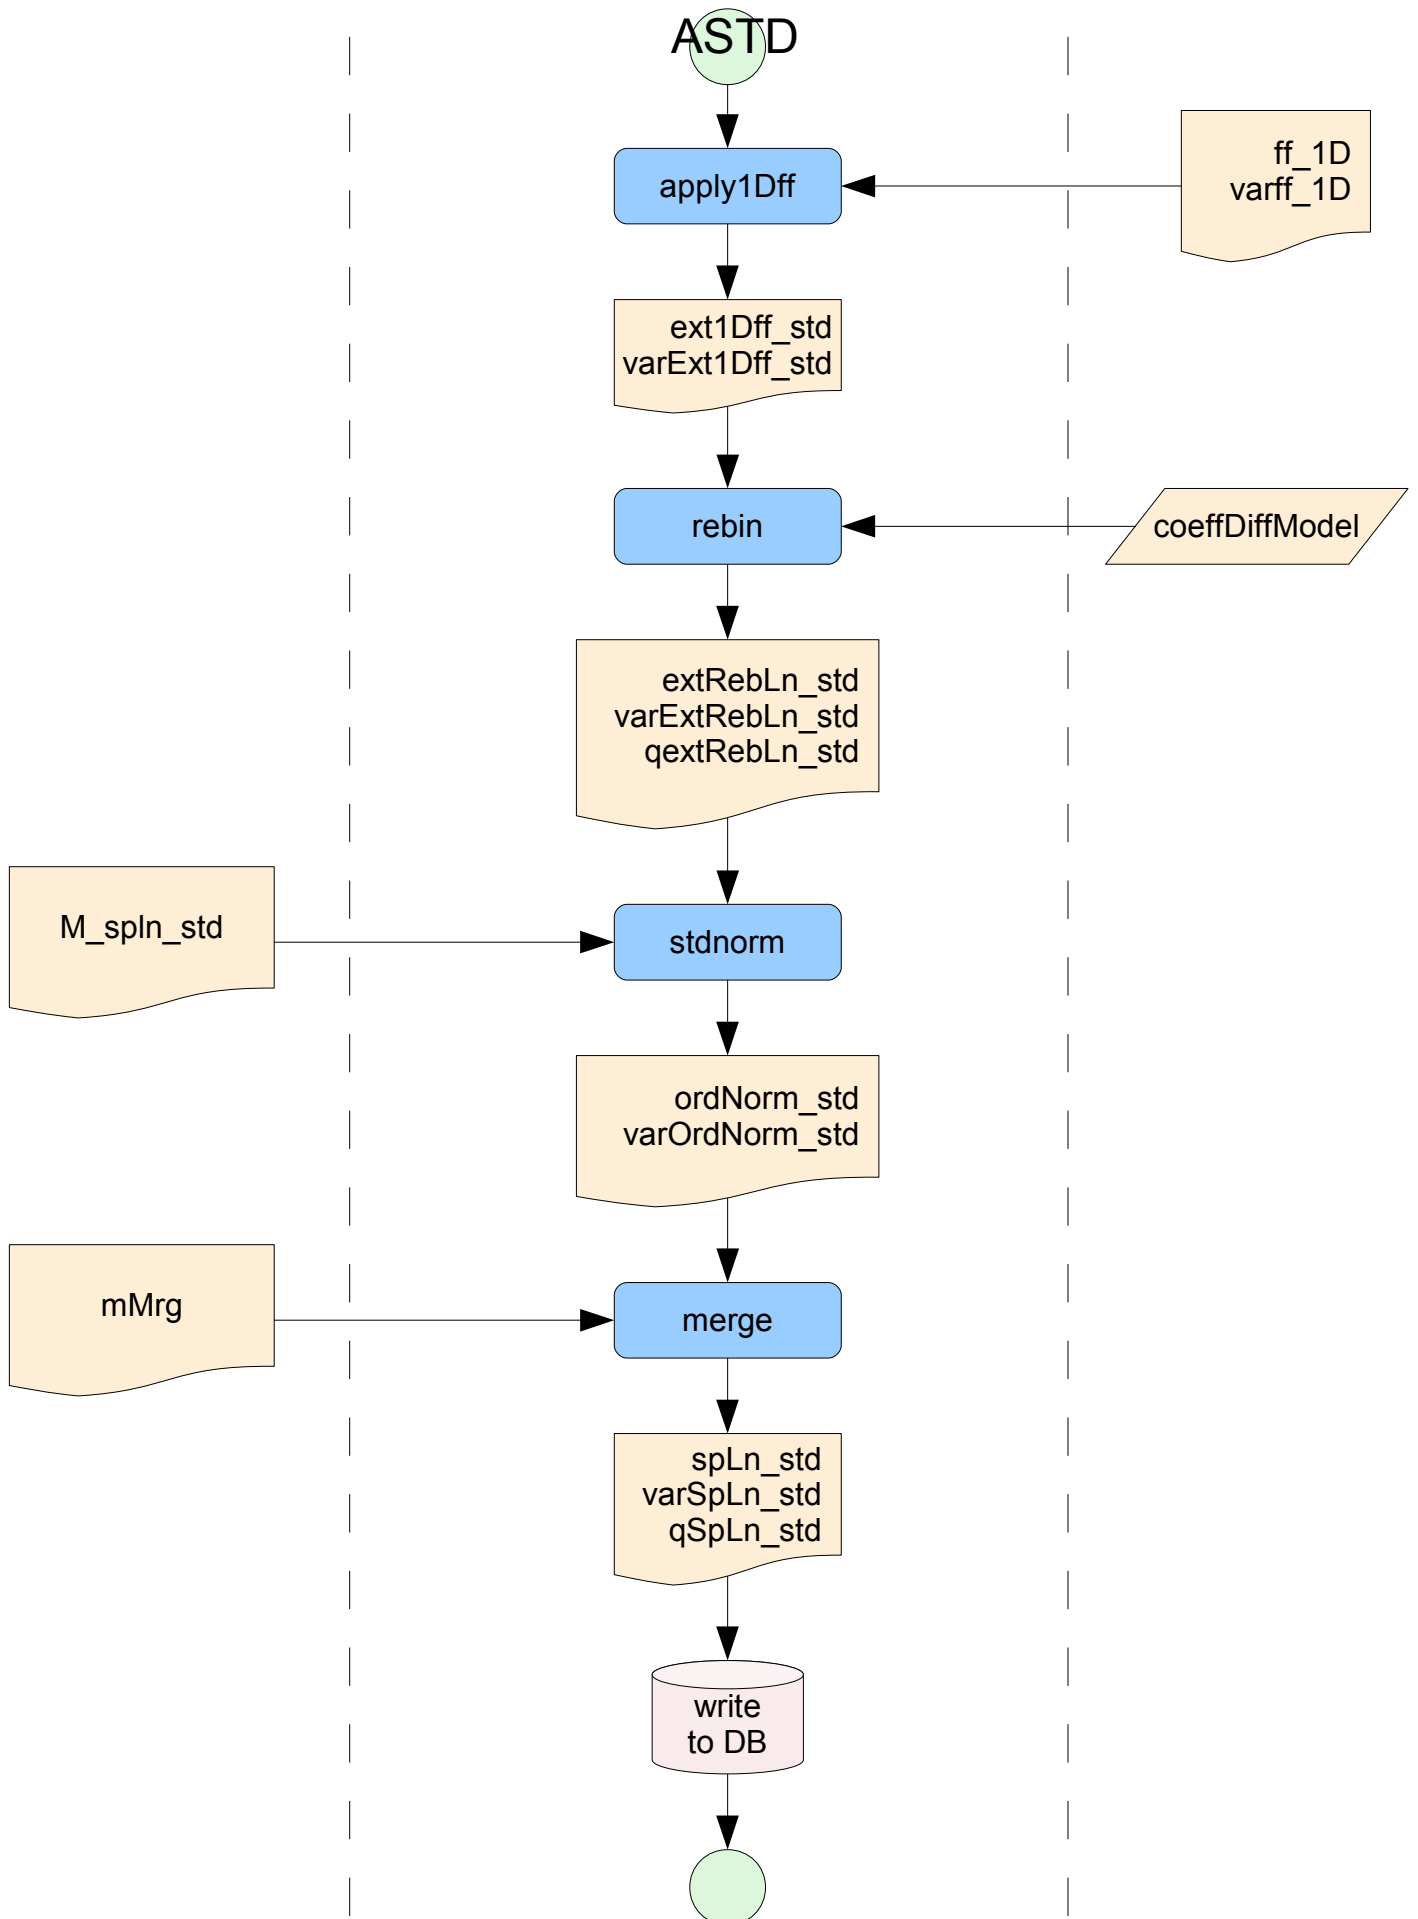 ASTD
apply1Dff
ff_1D
varff_1D
ext1Dff_std
varExt1Dff_std
rebin
coeffDiffModel
extRebLn_std
varExtRebLn_std
qextRebLn_std
M_spln_std
stdnorm
ordNorm_std
varOrdNorm_std
mMrg
merge
spLn_std
varSpLn_std
qSpLn_std
write
to DB